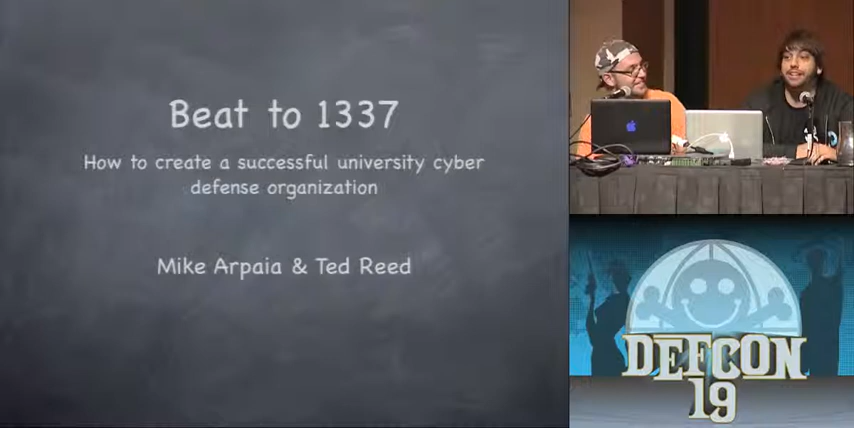 Beat to 1337
How to create a successful university cyber
defense organization
Mike Arpaia & Ted Reed
DEFCON
19